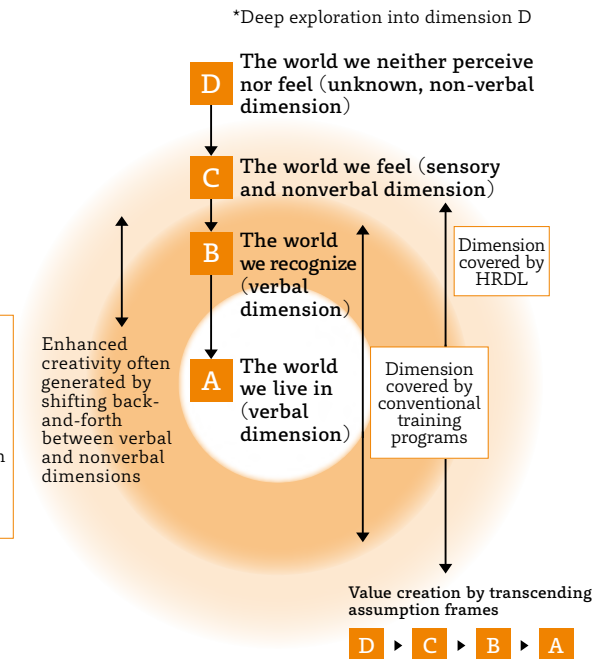 *Deep exploration into dimension D
D
The world we neither perceive
nor feel (unknown, non-verbal
dimension)
C
The world we feel (sensory
and nonverbal dimension)
B
The world
we recognize
(verbal
dimension)
Dimension
covered by
HRDL
A
The world
we live in
(verbal
dimension)
Enhanced
creativity often
generated by
shifting back-
and-forth
between verbal
and nonverbal
dimensions
Dimension
covered by
conventional
training
programs
Value creation by transcending
assumption frames
D ▶ C ▶ B ▶ A